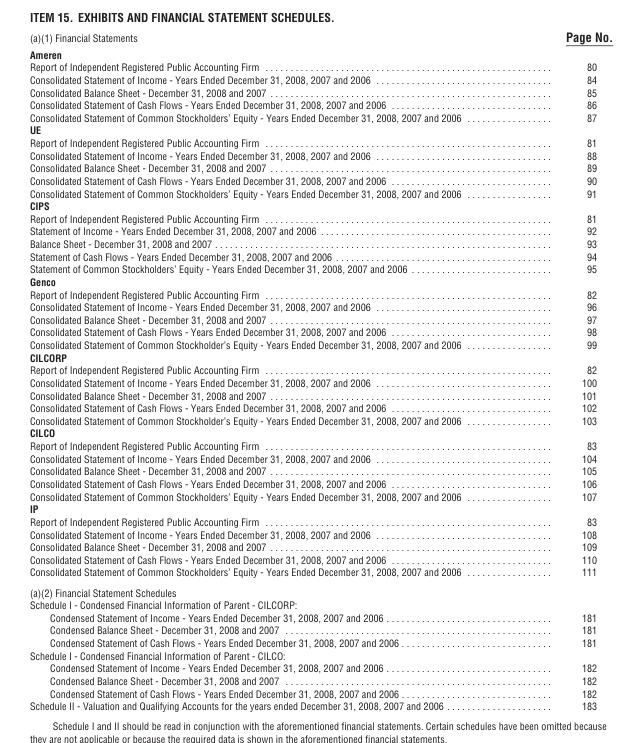 ITEM 15. EXHIBITS AND FINANCIAL STATEMENT SCHEDULES.
(a)(1) Financial Statements Page No.
Ameren
Report of Independent Registered Public Accounting Firm 80
Consolidated Statement of Income - Years Ended December 31, 2008, 2007 and 2006 84
Consolidated Balance Sheet - December 31, 2008 and 2007 85
Consolidated Statement of Cash Flows - Years Ended December 31, 2008, 2007 and 2006 86
Consolidated Statement of Common Stockholders' Equity - Years Ended December 31, 2008, 2007 and 2006 87
UE
Report of Independent Registered Public Accounting Firm 81
Consolidated Statement of Income - Years Ended December 31, 2008, 2007 and 2006 88
Consolidated Balance Sheet - December 31, 2008 and 2007 89
Consolidated Statement of Cash Flows - Years Ended December 31, 2008, 2007 and 2006 90
Consolidated Statement of Common Stockholders' Equity - Years Ended December 31, 2008, 2007 and 2006 91
CIPS
Report of Independent Registered Public Accounting Firm 81
Statement of Income - Years Ended December 31, 2008, 2007 and 2006 92
Balance Sheet - December 31, 2008 and 2007 93
Statement of Cash Flows - Years Ended December 31, 2008, 2007 and 2006 94
Statement of Common Stockholders' Equity - Years Ended December 31, 2008, 2007 and 2006 95
Genco
Report of Independent Registered Public Accounting Firm 82
Consolidated Statement of Income - Years Ended December 31, 2008, 2007 and 2006 96
Consolidated Balance Sheet - December 31, 2008 and 2007 97
Consolidated Statement of Cash Flows - Years Ended December 31, 2008, 2007 and 2006 98
Consolidated Statement of Common Stockholder's Equity - Years Ended December 31, 2008, 2007 and 2006 99
CILCORP
Report of Independent Registered Public Accounting Firm 82
Consolidated Statement of Income - Years Ended December 31, 2008, 2007 and 2006 100
Consolidated Balance Sheet - December 31, 2008 and 2007 101
Consolidated Statement of Cash Flows - Years Ended December 31, 2008, 2007 and 2006 102
Consolidated Statement of Common Stockholder's Equity - Years Ended December 31, 2008, 2007 and 2006 103
CILCO
Report of Independent Registered Public Accounting Firm 83
Consolidated Statement of Income - Years Ended December 31, 2008, 2007 and 2006 104
Consolidated Balance Sheet - December 31, 2008 and 2007 105
Consolidated Statement of Cash Flows - Years Ended December 31, 2008, 2007 and 2006 106
Consolidated Statement of Common Stockholders' Equity - Years Ended December 31, 2008, 2007 and 2006 107
IP
Report of Independent Registered Public Accounting Firm 83
Consolidated Statement of Income - Years Ended December 31, 2008, 2007 and 2006 108
Consolidated Balance Sheet - December 31, 2008 and 2007 109
Consolidated Statement of Cash Flows - Years Ended December 31, 2008, 2007 and 2006 110
Consolidated Statement of Common Stockholders' Equity - Years Ended December 31, 2008, 2007 and 2006 111
(a)(2) Financial Statement Schedules
Schedule I - Condensed Financial Information of Parent - CILCORP:
Condensed Statement of Income - Years Ended December 31, 2008, 2007 and 2006 181
Condensed Balance Sheet - December 31, 2008 and 2007 181
Condensed Statement of Cash Flows - Years Ended December 31, 2008, 2007 and 2006 181
Schedule I - Condensed Financial Information of Parent - CILCO:
Condensed Statement of Income - Years Ended December 31, 2008, 2007 and 2006 182
Condensed Balance Sheet - December 31, 2008 and 2007 182
Condensed Statement of Cash Flows - Years Ended December 31, 2008, 2007 and 2006 182
Schedule II - Valuation and Qualifying Accounts for the years ended December 31, 2008, 2007 and 2006 183
Schedule I and II should be read in conjunction with the aforementioned financial statements. Certain schedules have been omitted because
they are not applicable or because the required data is shown in the aforementioned financial statements.